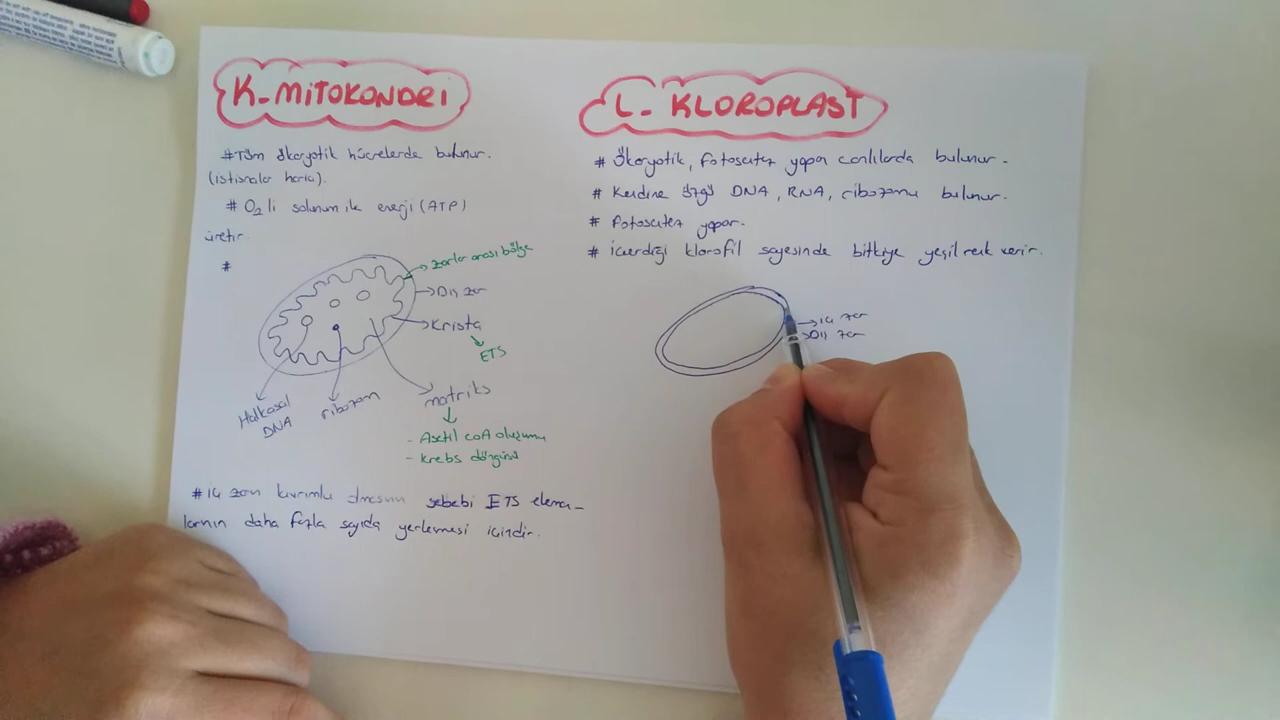 K-MİTOKONDRİ
#Tüm ökaryotik hücrelerde bulunur.
(istisnalar hariç).
# O2 li solunum ile enerji (ATP)
üretir.
#
zarlar arası bölge
Dış zar
Krista
ETS
Halkasal
DNA
ribozom
matriks
- Asetil coA oluşumu
- Krebs döngüsü
#İç zarın kıvrımlı olmasının sebebi ETS eleman-
larının daha fazla sayıda yerleşmesi içindir.
L- KLOROPLAST
# Ökaryotik, fotosentez yapan canlılarda bulunur.
# Kendine özgü DNA, RNA, ribozomu bulunur.
# Fotosentez yapar.
# İçerdiği klorofil sayesinde bitkiye yeşil renk verir.
iç zar
Dış zar